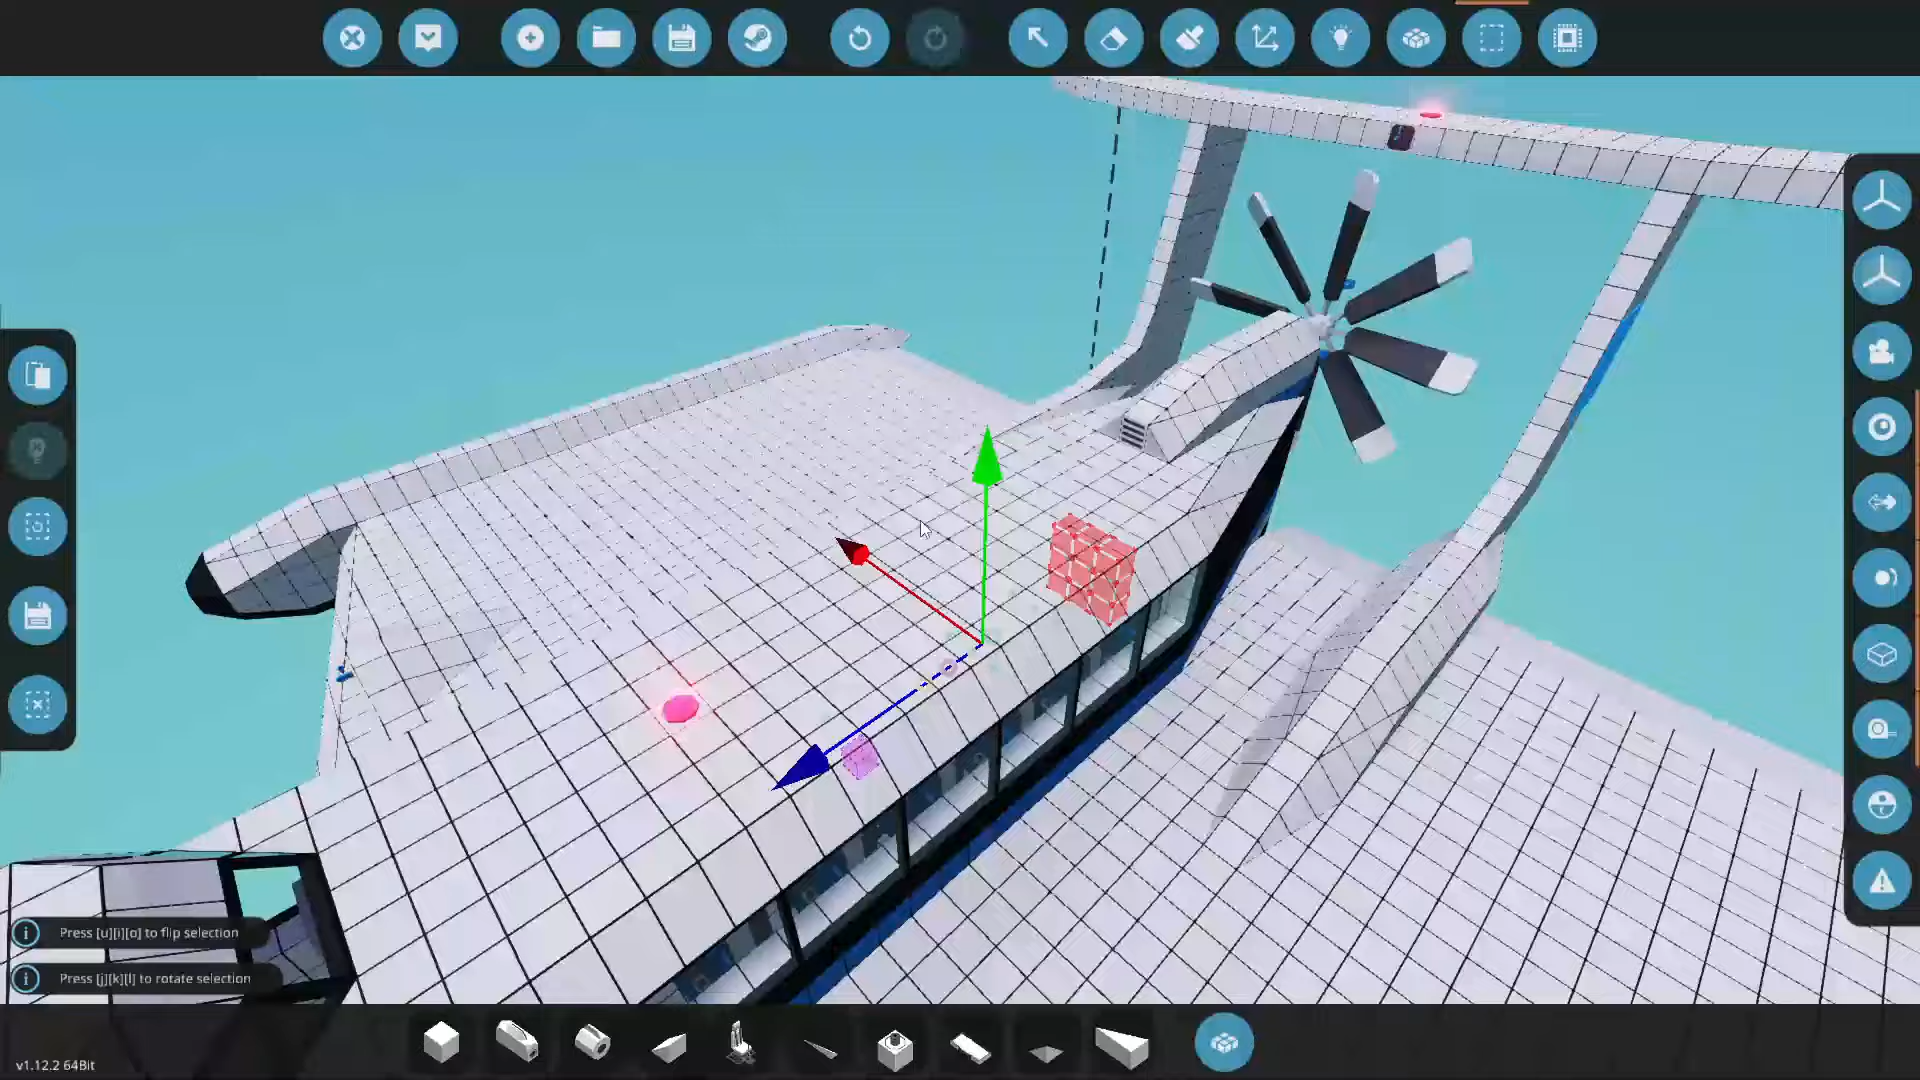 Press [u][i][o] to flip selection
Press [j][k][l] to rotate selection
v1.12.2 64Bit